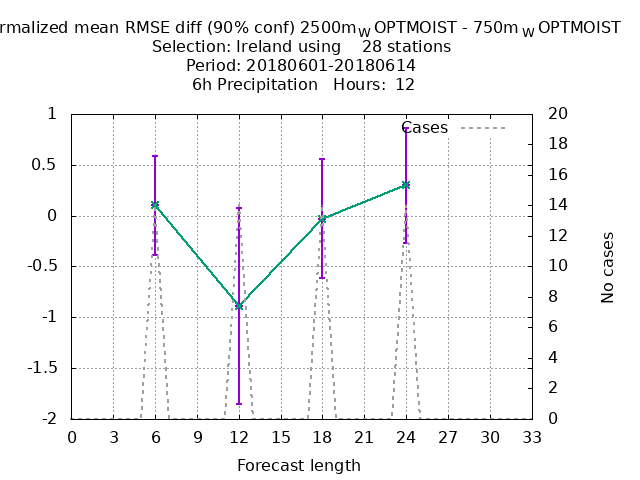 rmalized mean RMSE diff (90% conf) 2500m W OPTMOIST - 750m W OPTMOIST
Selection: Ireland using 28 stations
Period: 20180601-20180614
6h Precipitation Hours: 12
Cases
1
0.5
0
-0.5
-1
-1.5
-2
20
18
16
14
12
10
8
6
4
2
0
No cases
0 3 6 9 12 15 18 21 24 27 30 33
Forecast length